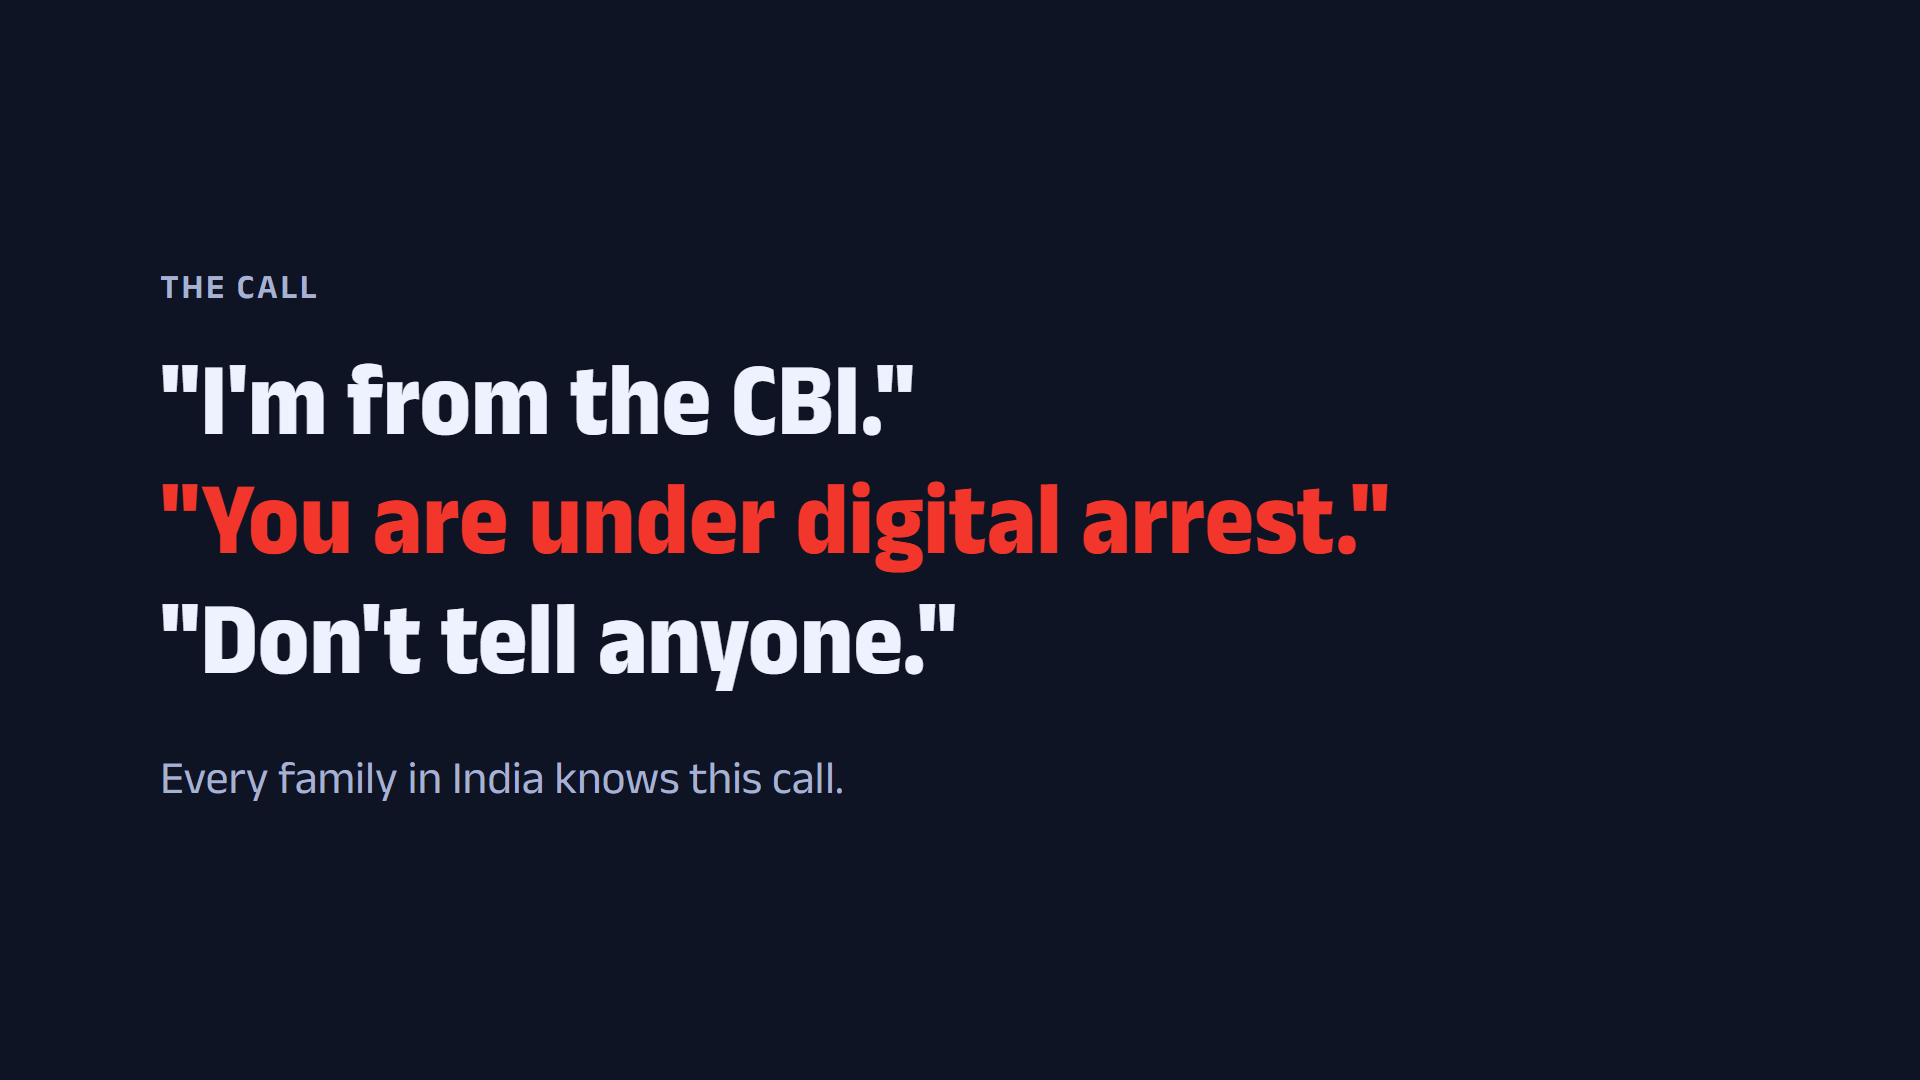 THE CALL
"I'm from the CBI."
"You are under digital arrest."
"Don't tell anyone."
Every family in India knows this call.